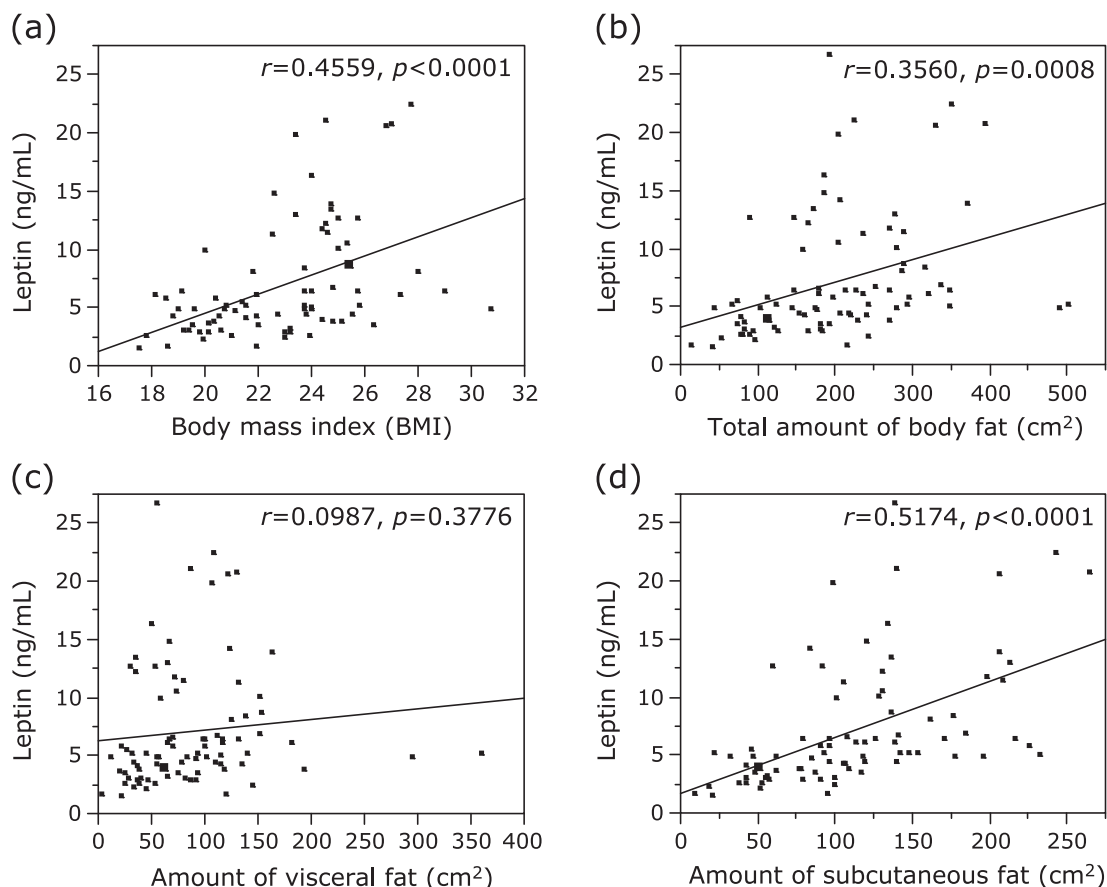 (a)
r=0.4559, p<0.0001
Leptin (ng/mL)
25
20
15
10
5
0
16 18 20 22 24 26 28 30 32
Body mass index (BMI)
(b)
r=0.3560, p=0.0008
Leptin (ng/mL)
25
20
15
10
5
0
0 100 200 300 400 500
Total amount of body fat (cm²)
(c)
r=0.0987, p=0.3776
Leptin (ng/mL)
25
20
15
10
5
0
0 50 100 150 200 250 300 350 400
Amount of visceral fat (cm²)
(d)
r=0.5174, p<0.0001
Leptin (ng/mL)
25
20
15
10
5
0
0 50 100 150 200 250
Amount of subcutaneous fat (cm²)